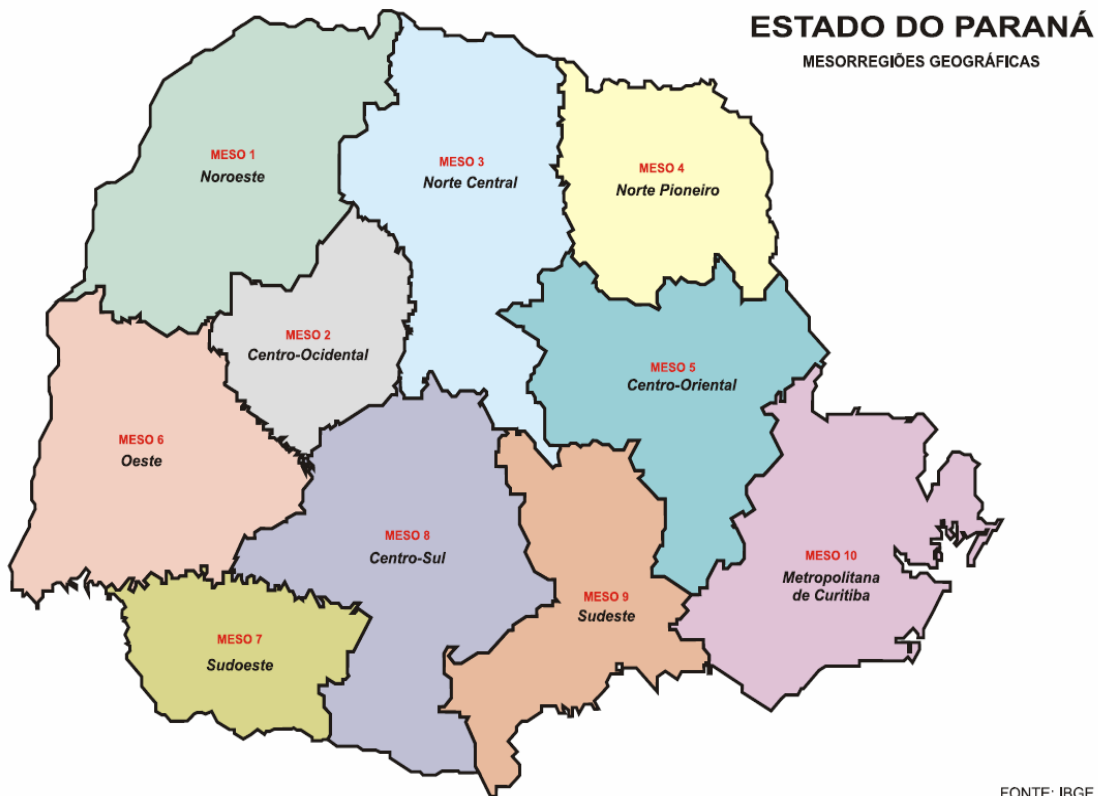 ESTADO DO PARANÁ
MESORREGIÕES GEOGRÁFICAS
MESO 1
Noroeste
MESO 3
Norte Central
MESO 4
Norte Pioneiro
MESO 2
Centro-Ocidental
MESO 5
Centro-Oriental
MESO 6
Oeste
MESO 8
Centro-Sul
MESO 10
Metropolitana
de Curitiba
MESO 9
Sudeste
MESO 7
Sudoeste
FONTE: IBGE